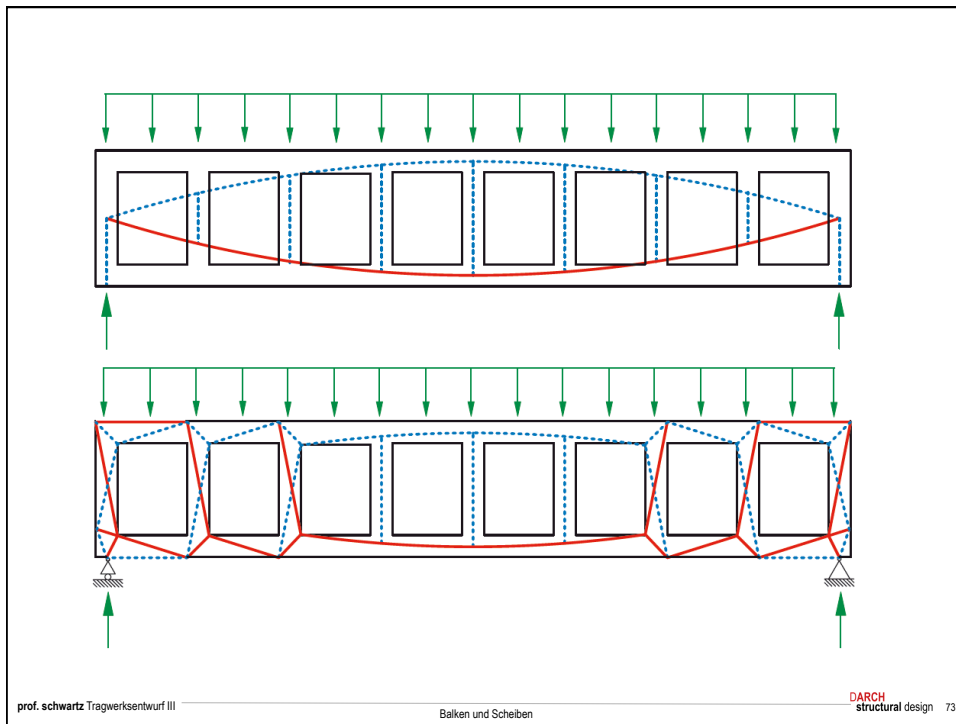 prof. schwartz Tragwerksentwurf III
Balken und Scheiben
DARCH
structural design 73